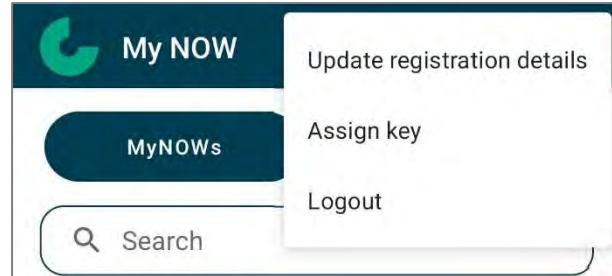 My NOW
Update registration details
MyNOWs
Assign key
Logout
Search